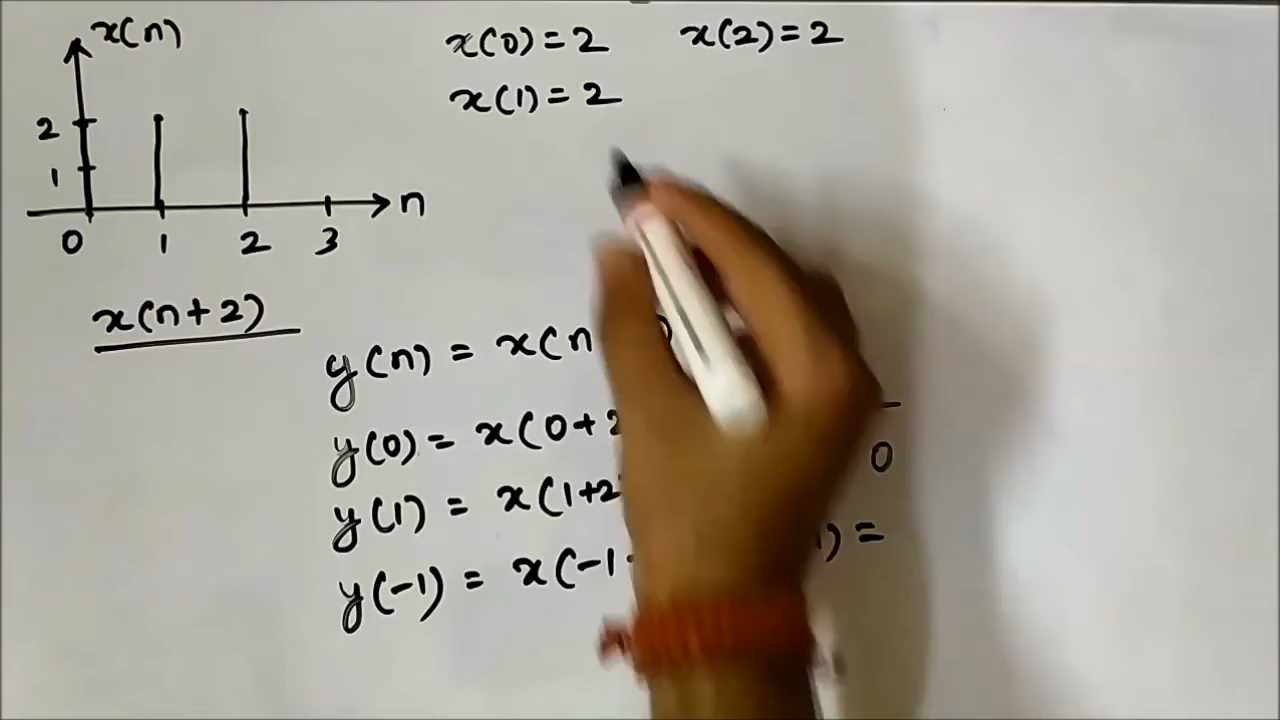 x(n)
x(0) = 2 x(2) = 2
x(1) = 2
2
1
n
0 1 2 3
x(n+2)
y(n) = x(n
y(0) = x(0+2
y(1) = x(1+2) 0
y(-1) = x(-1 1) =